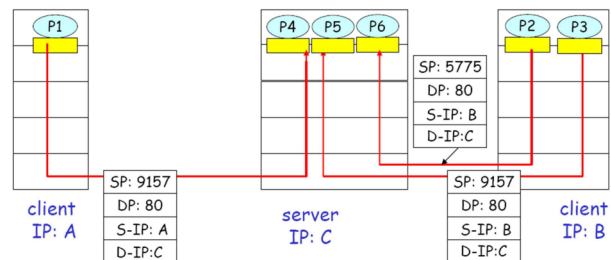 P1
P4
P5
P6
P2
P3
SP: 5775
DP: 80
S-IP: B
D-IP:C
SP: 9157
DP: 80
S-IP: A
D-IP:C
SP: 9157
DP: 80
S-IP: B
D-IP:C
client
IP: A
server
IP: C
client
IP: B